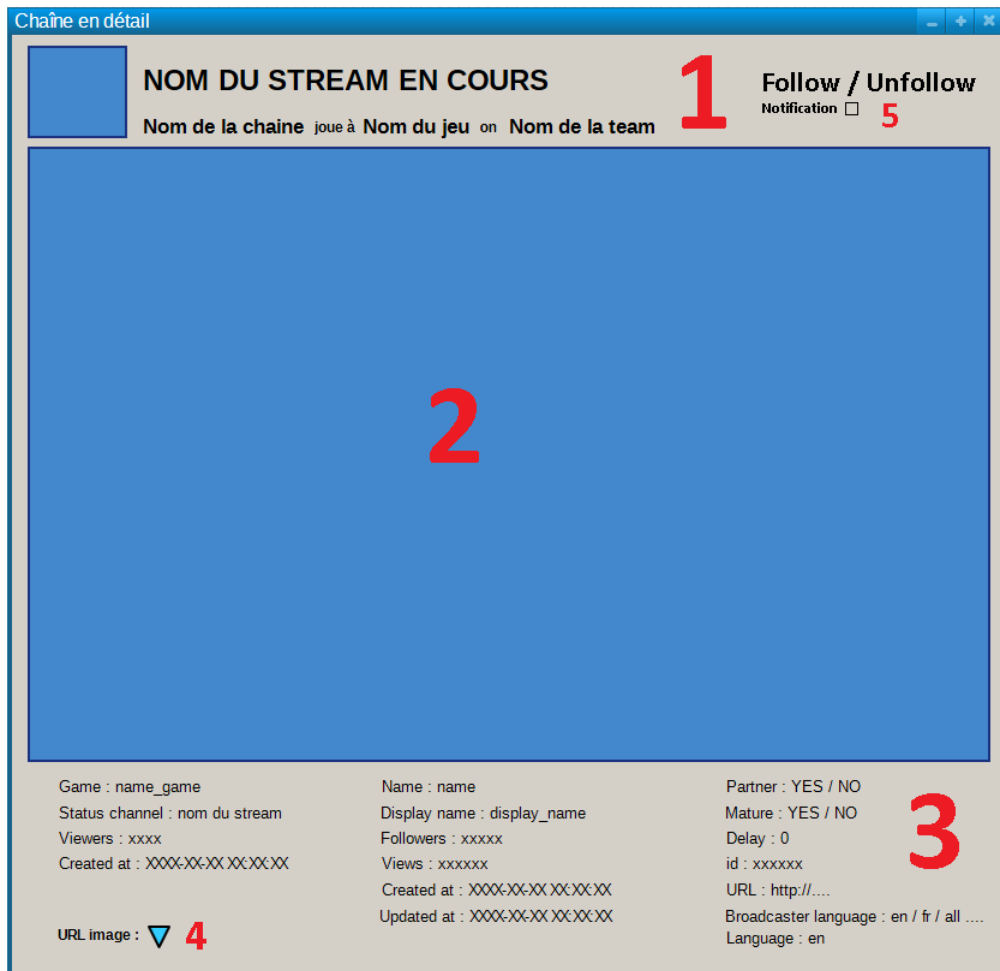 Chaîne en détail
NOM DU STREAM EN COURS
1
Follow / Unfollow
Notification
5
Nom de la chaine joue à Nom du jeu on Nom de la team
2
Game : name_game
Status channel : nom du stream
Viewers : xxxx
Created at : XXXX-XX-XX XX:XX:XX
URL image :
4
Name : name
Display name : display_name
Followers : xxxxx
Views : xxxxxx
Created at : XXXX-XX-XX XX:XX:XX
Updated at : XXXX-XX-XX XX:XX:XX
Partner : YES / NO
Mature : YES / NO
Delay : 0
id : xxxxxx
URL : http://....
Broadcaster language : en / fr / all ....
Language : en
3